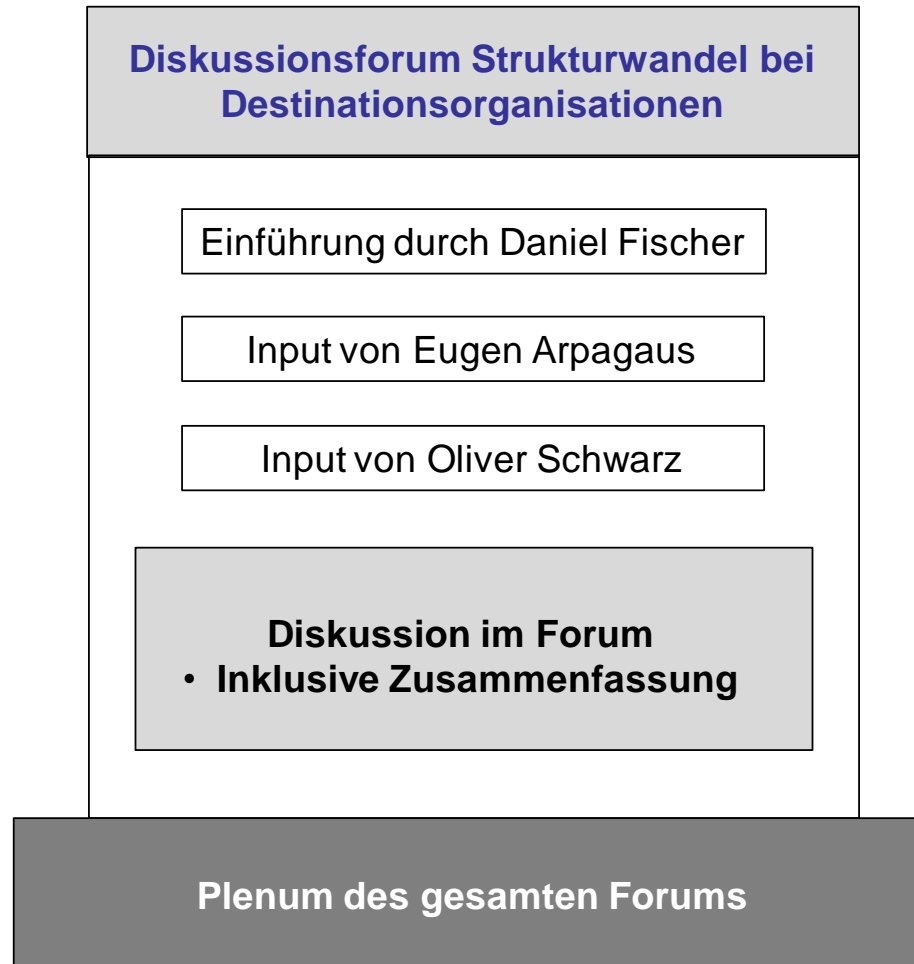 Diskussionsforum Strukturwandel bei
Destinationsorganisationen
Einführung durch Daniel Fischer
Input von Eugen Arpagaus
Input von Oliver Schwarz
Diskussion im Forum
• Inklusive Zusammenfassung
Plenum des gesamten Forums